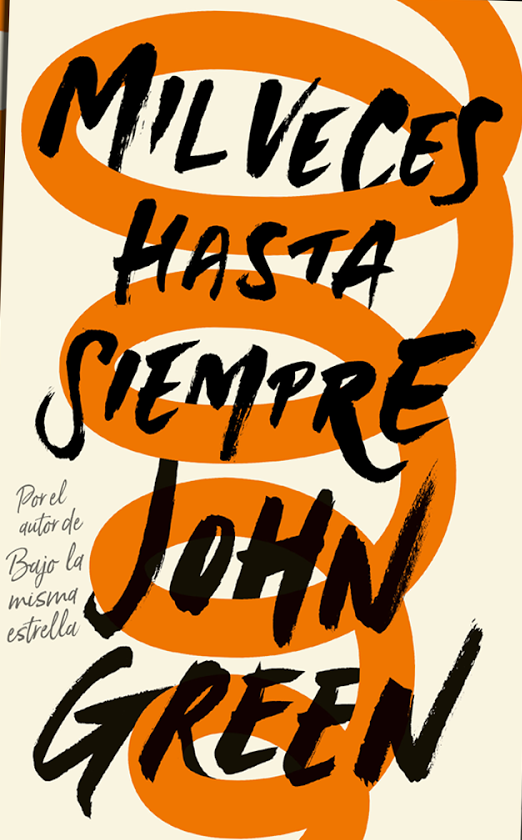 MIL VECES
HASTA
SIEMPRE
JOHN
GREEN
Por el
autor de
Bajo la
misma
estrella